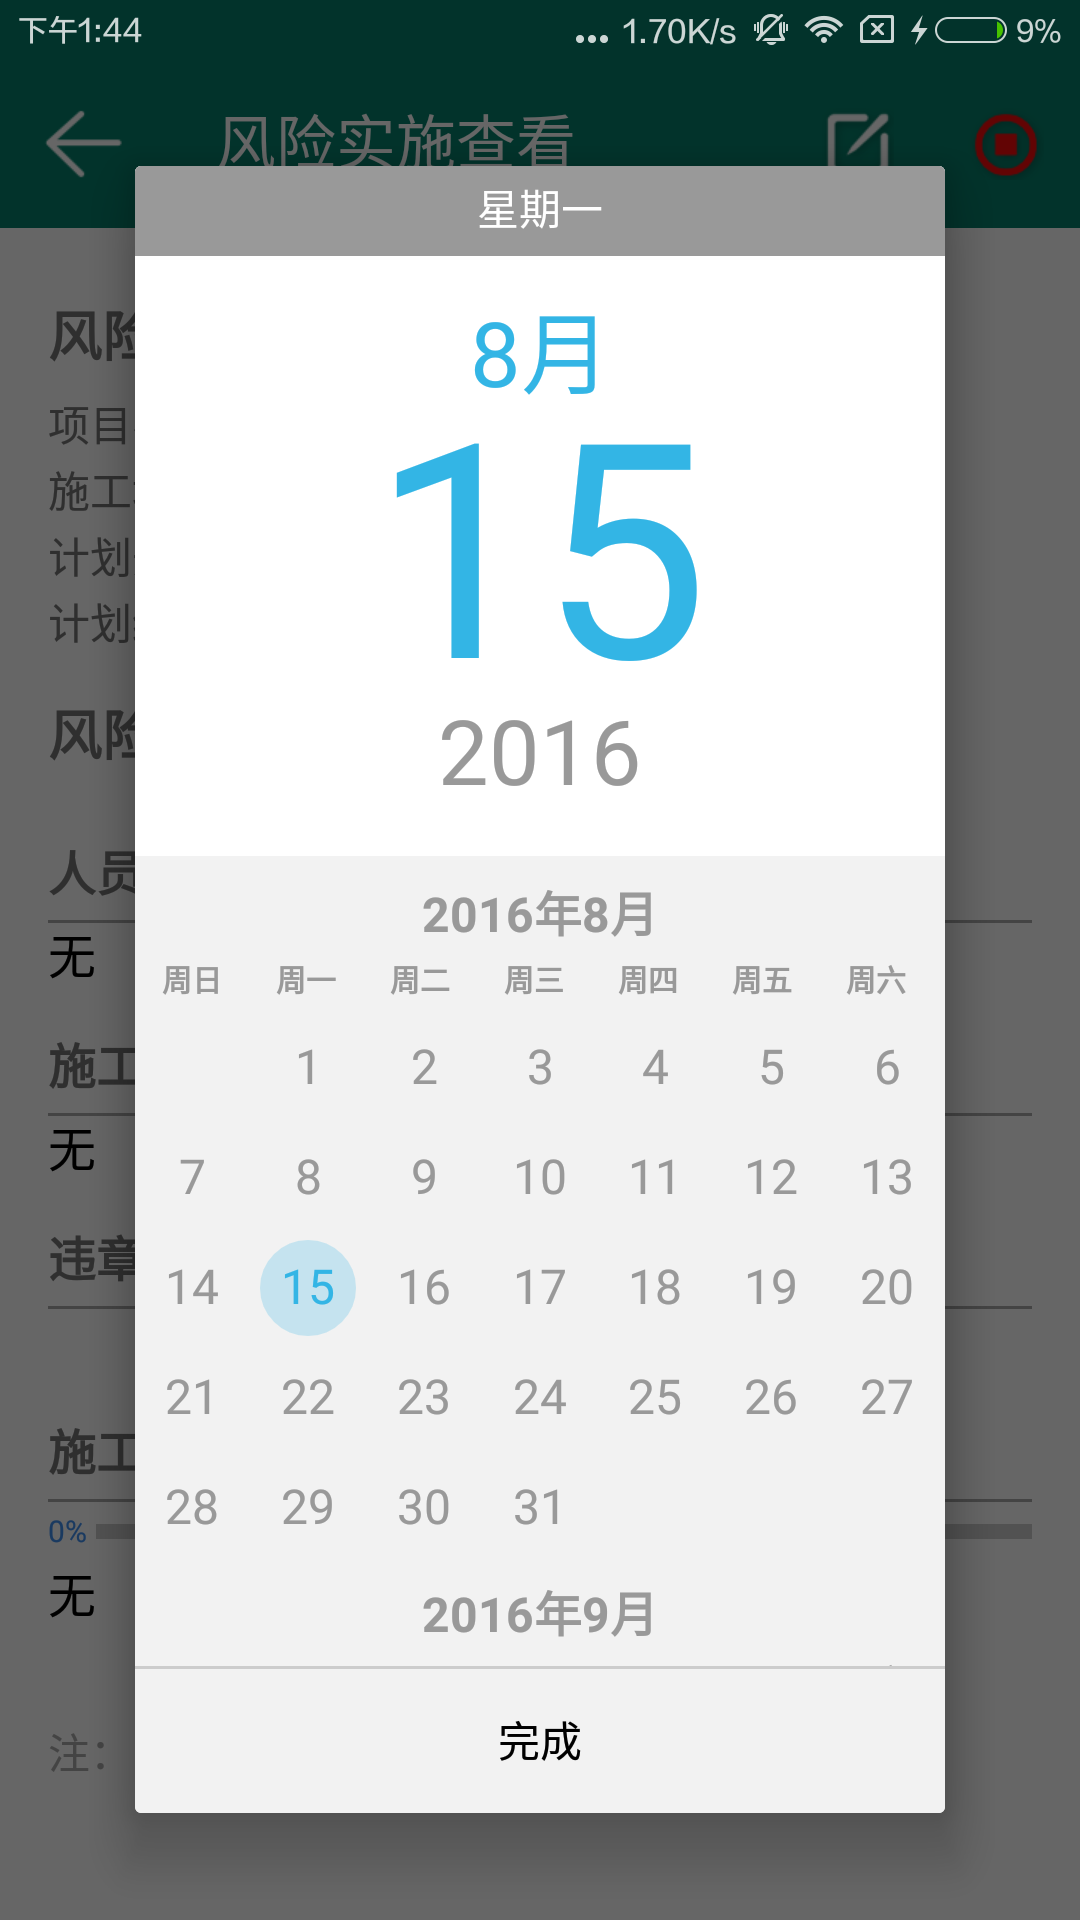 下午1:44
... 1.70K/s 9%
风险实施查看
星期一
8月
15
2016
风险
项目
施工
计划
计划
风险
人员
无
施工
无
违章
施工
0%
无
注：
2016年8月
周日 周一 周二 周三 周四 周五 周六
1 2 3 4 5 6
7 8 9 10 11 12 13
14 15 16 17 18 19 20
21 22 23 24 25 26 27
28 29 30 31
2016年9月
完成